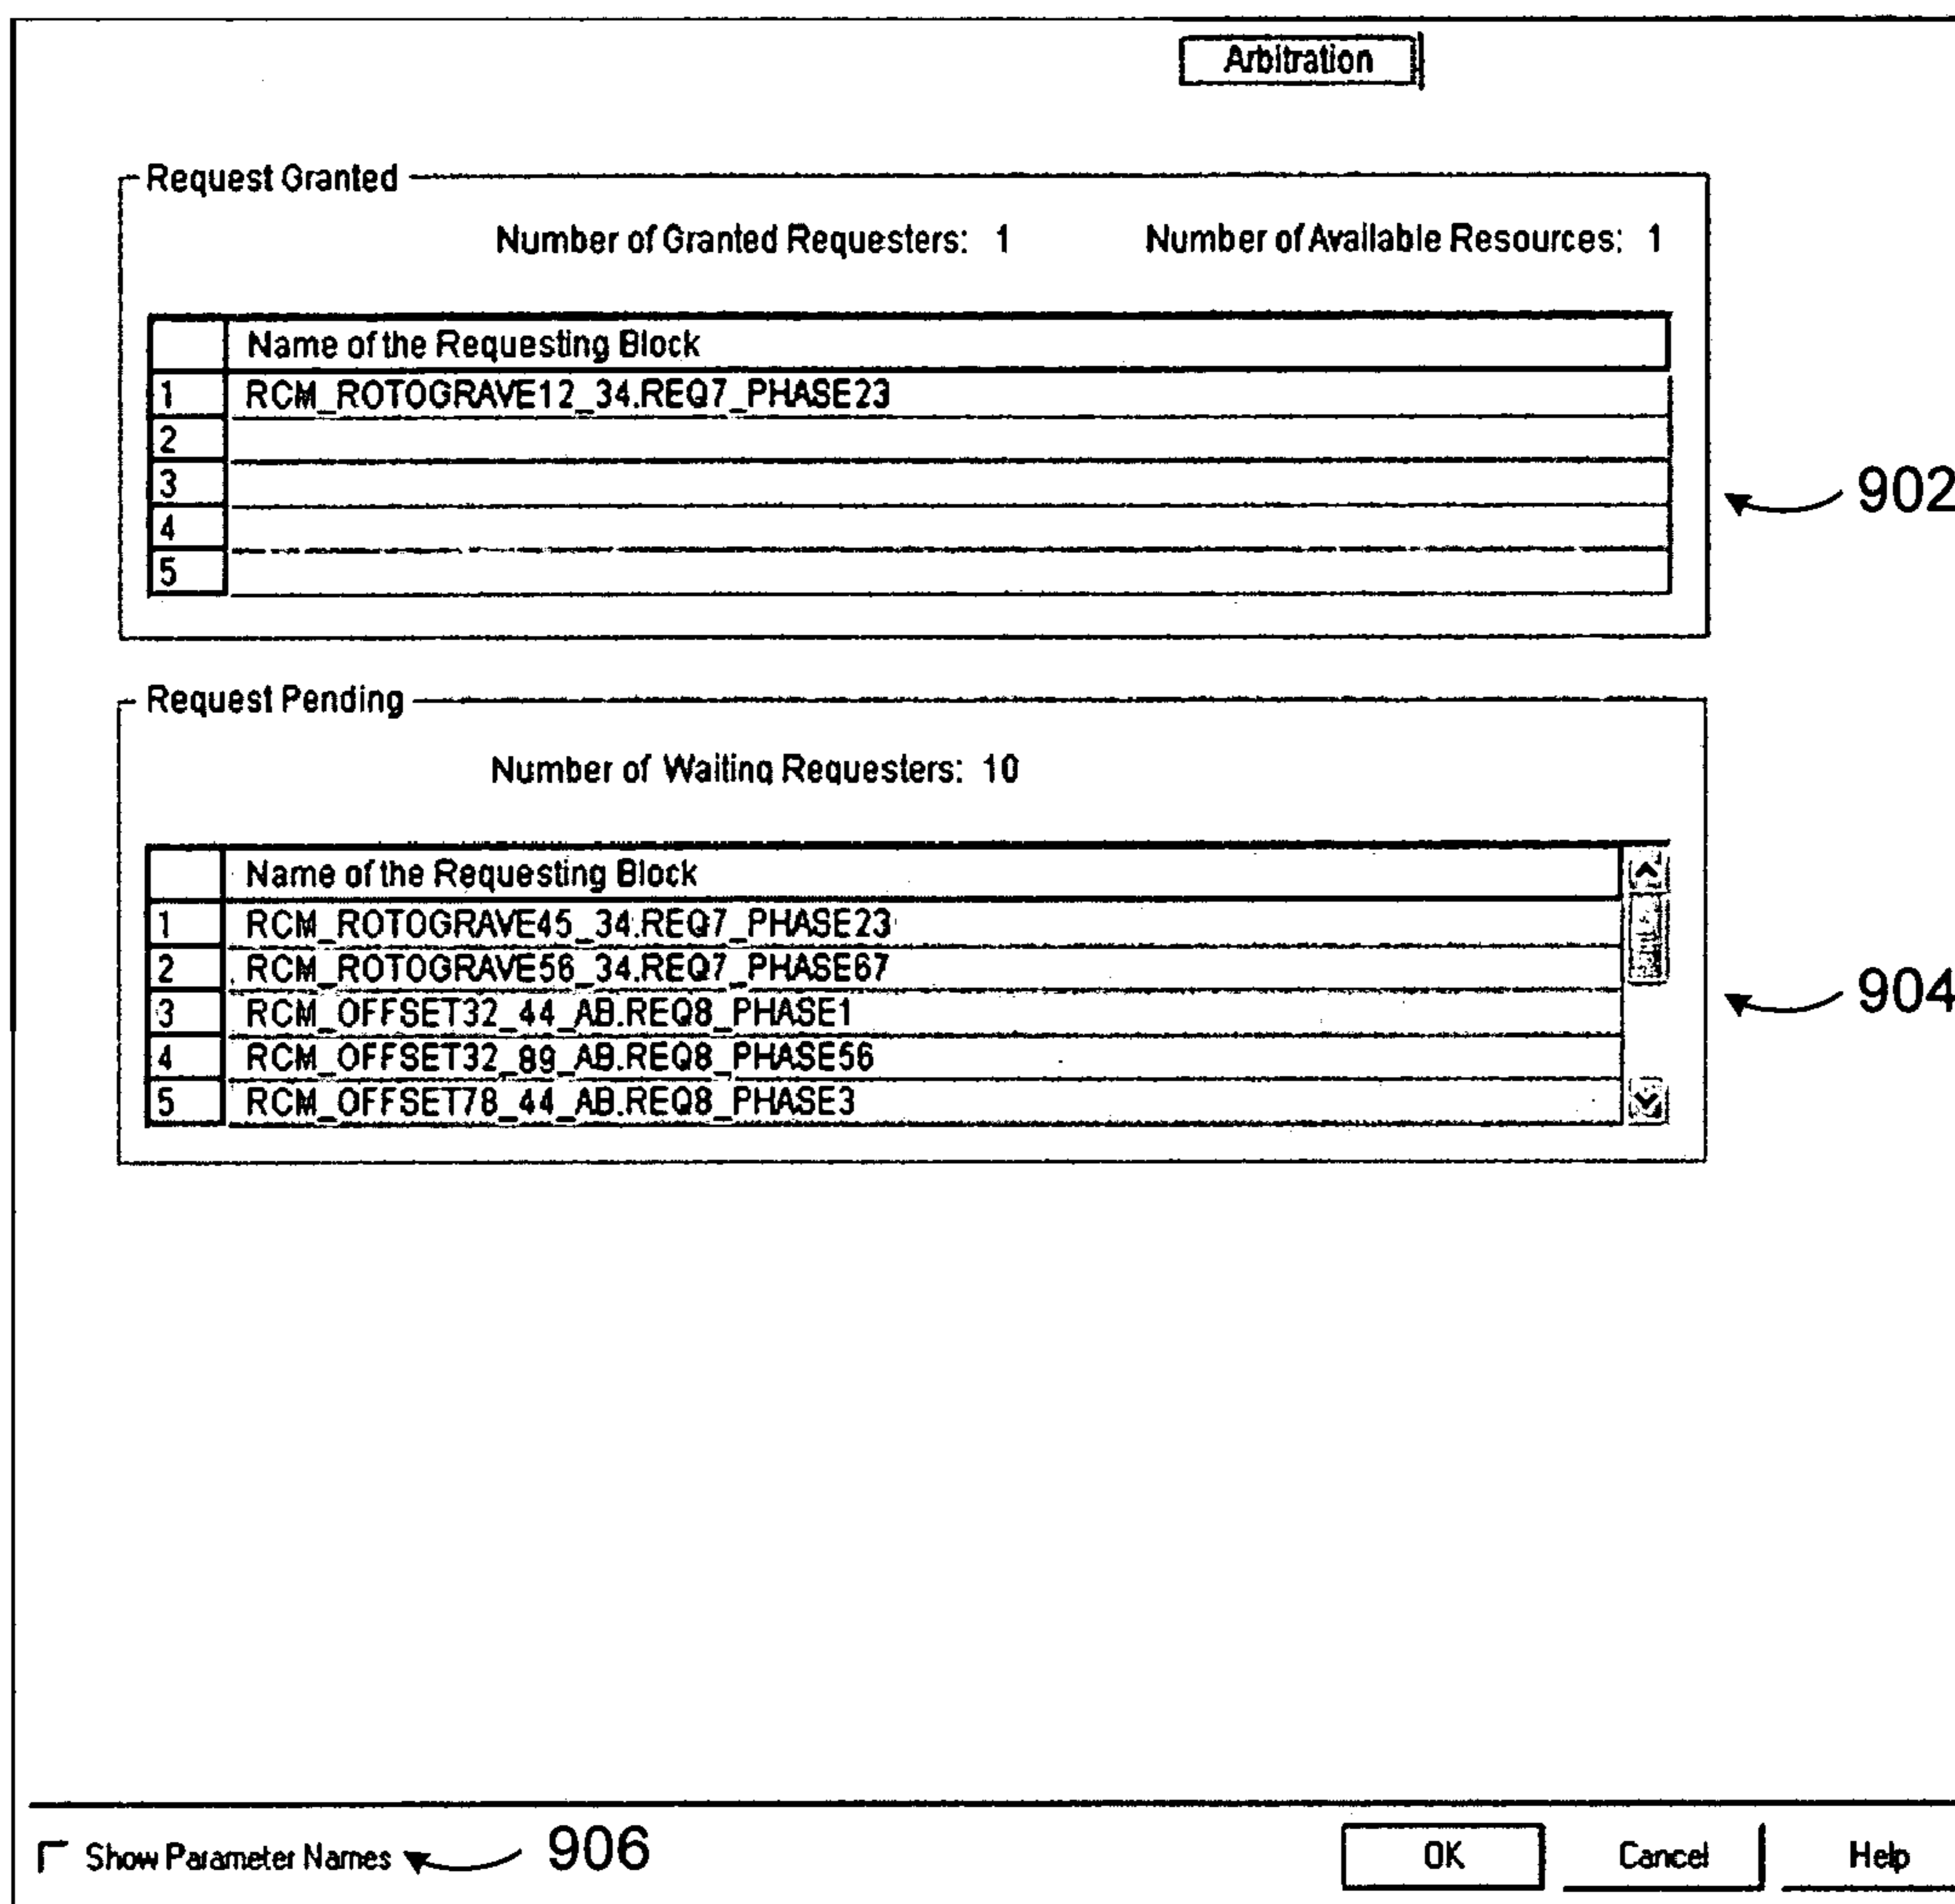 Arbitration
Request Granted
Number of Granted Requesters: 1 Number of Available Resources: 1
Name of the Requesting Block
1 RCM_ROTOGRAVE12_34.REQ7_PHASE23
2
3
4
5
902
Request Pending
Number of Waiting Requesters: 10
Name of the Requesting Block
1 RCM_ROTOGRAVE45_34.REQ7_PHASE23
2 RCM_ROTOGRAVE56_34.REQ7_PHASE67
3 RCM_OFFSET32_44_AB.REQ8_PHASE1
4 RCM_OFFSET32_89_AB.REQ8_PHASE56
5 RCM_OFFSET78_44_AB.REQ8_PHASE3
904
Show Parameter Names 906 OK Cancel Help